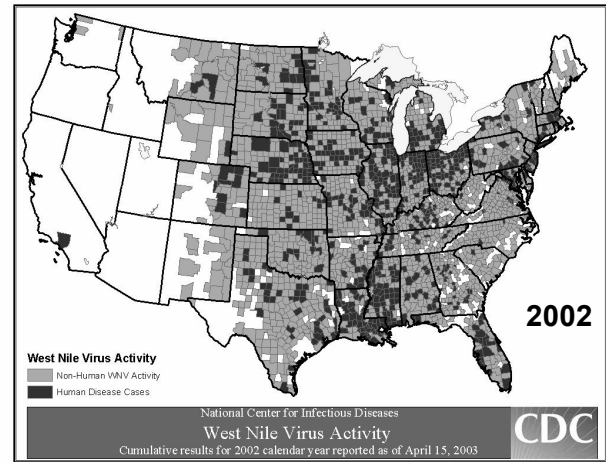 2002
West Nile Virus Activity
Non-Human WNV Activity
Human Disease Cases
National Center for Infectious Diseases
West Nile Virus Activity
Cumulative results for 2002 calendar year reported as of April 15, 2003
CDC